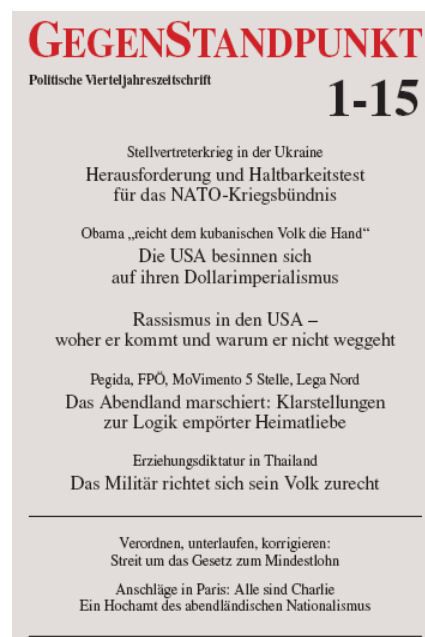 GEGENSTANDPUNKT
Politische Vierteljahreszeitschrift
1-15
Stellvertreterkrieg in der Ukraine
Herausforderung und Haltbarkeitstest
für das NATO-Kriegsbündnis
Obama „reicht dem kubanischen Volk die Hand“
Die USA besinnen sich
auf ihren Dollarimperialismus
Rassismus in den USA –
woher er kommt und warum er nicht weggeht
Pegida, FPÖ, MoVimento 5 Stelle, Lega Nord
Das Abendland marschiert: Klarstellungen
zur Logik empörter Heimatliebe
Erziehungsdiktatur in Thailand
Das Militär richtet sich sein Volk zurecht
Verordnen, unterlaufen, korrigieren:
Streit um das Gesetz zum Mindestlohn
Anschläge in Paris: Alle sind Charlie
Ein Hochamt des abendländischen Nationalismus